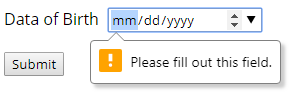 Data of Birth mm/dd/yyyy
Please fill out this field.
Submit